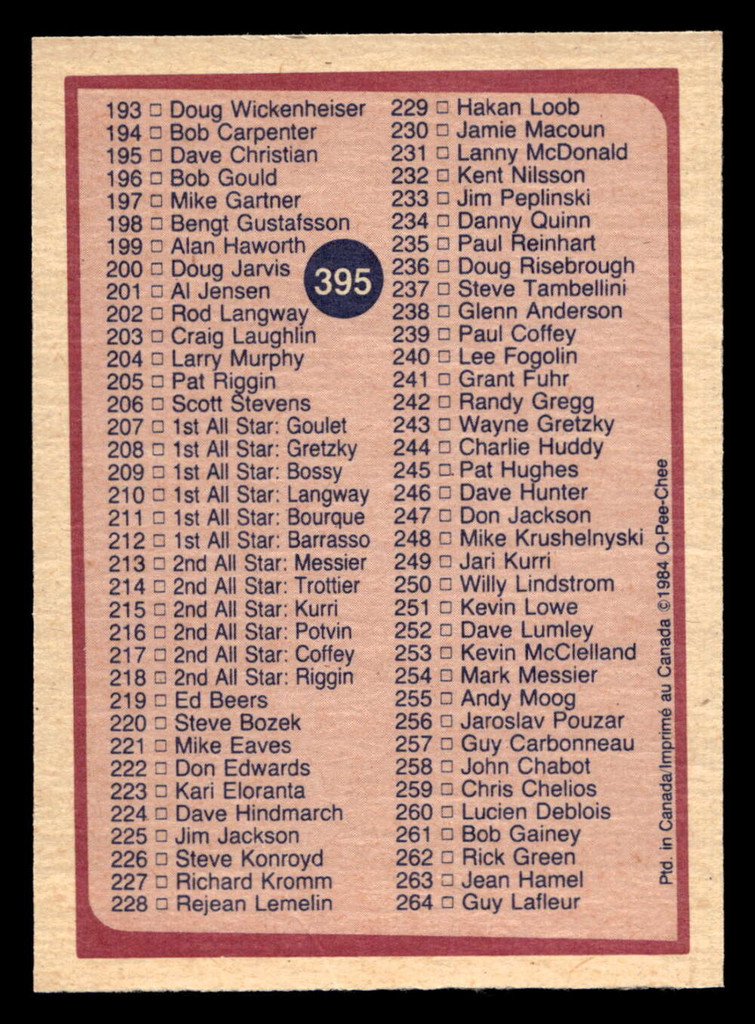 193 □ Doug Wickenheiser
194 □ Bob Carpenter
195 □ Dave Christian
196 □ Bob Gould
197 □ Mike Gartner
198 □ Bengt Gustafsson
199 □ Alan Haworth
200 □ Doug Jarvis
201 □ Al Jensen
202 □ Rod Langway
203 □ Craig Laughlin
204 □ Larry Murphy
205 □ Pat Riggin
206 □ Scott Stevens
207 □ 1st All Star: Goulet
208 □ 1st All Star: Gretzky
209 □ 1st All Star: Bossy
210 □ 1st All Star: Langway
211 □ 1st All Star: Bourque
212 □ 1st All Star: Barrasso
213 □ 2nd All Star: Messier
214 □ 2nd All Star: Trottier
215 □ 2nd All Star: Kurri
216 □ 2nd All Star: Potvin
217 □ 2nd All Star: Coffey
218 □ 2nd All Star: Riggin
219 □ Ed Beers
220 □ Steve Bozek
221 □ Mike Eaves
222 □ Don Edwards
223 □ Kari Eloranta
224 □ Dave Hindmarch
225 □ Jim Jackson
226 □ Steve Konroyd
227 □ Richard Kromm
228 □ Rejean Lemelin
395
229 □ Hakan Loob
230 □ Jamie Macoun
231 □ Lanny McDonald
232 □ Kent Nilsson
233 □ Jim Peplinski
234 □ Danny Quinn
235 □ Paul Reinhart
236 □ Doug Risebrough
237 □ Steve Tambellini
238 □ Glenn Anderson
239 □ Paul Coffey
240 □ Lee Fogolin
241 □ Grant Fuhr
242 □ Randy Gregg
243 □ Wayne Gretzky
244 □ Charlie Huddy
245 □ Pat Hughes
246 □ Dave Hunter
247 □ Don Jackson
248 □ Mike Krushelnyski
249 □ Jari Kurri
250 □ Willy Lindstrom
251 □ Kevin Lowe
252 □ Dave Lumley
253 □ Kevin McClelland
254 □ Mark Messier
255 □ Andy Moog
256 □ Jaroslav Pouzar
257 □ Guy Carbonneau
258 □ John Chabot
259 □ Chris Chelios
260 □ Lucien Deblois
261 □ Bob Gainey
262 □ Rick Green
263 □ Jean Hamel
264 □ Guy Lafleur
Ptd. in Canada/Imprimé au Canada ©1984 O-Pee-Chee